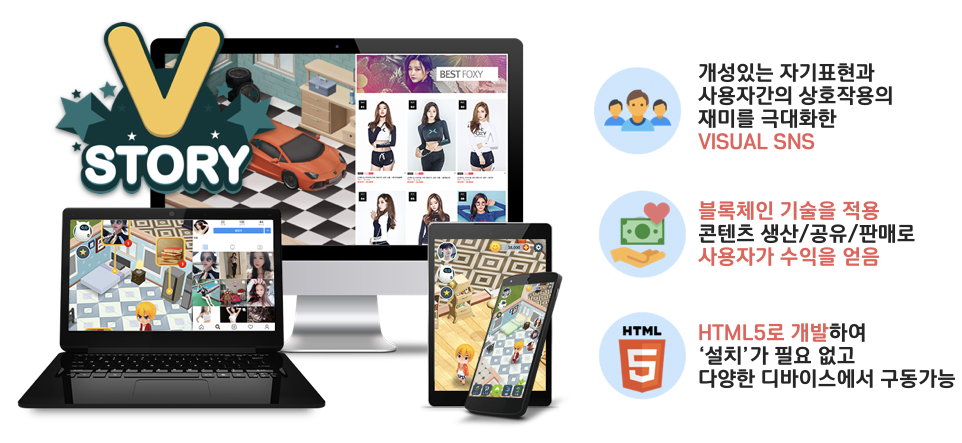 V
STORY
BEST FOXY
34,000
개성있는 자기표현과
사용자간의 상호작용의
재미를 극대화한
VISUAL SNS
블록체인 기술을 적용
콘텐츠 생산/공유/판매로
사용자가 수익을 얻음
HTML
5
HTML5로 개발하여
‘설치’가 필요 없고
다양한 디바이스에서 구동가능